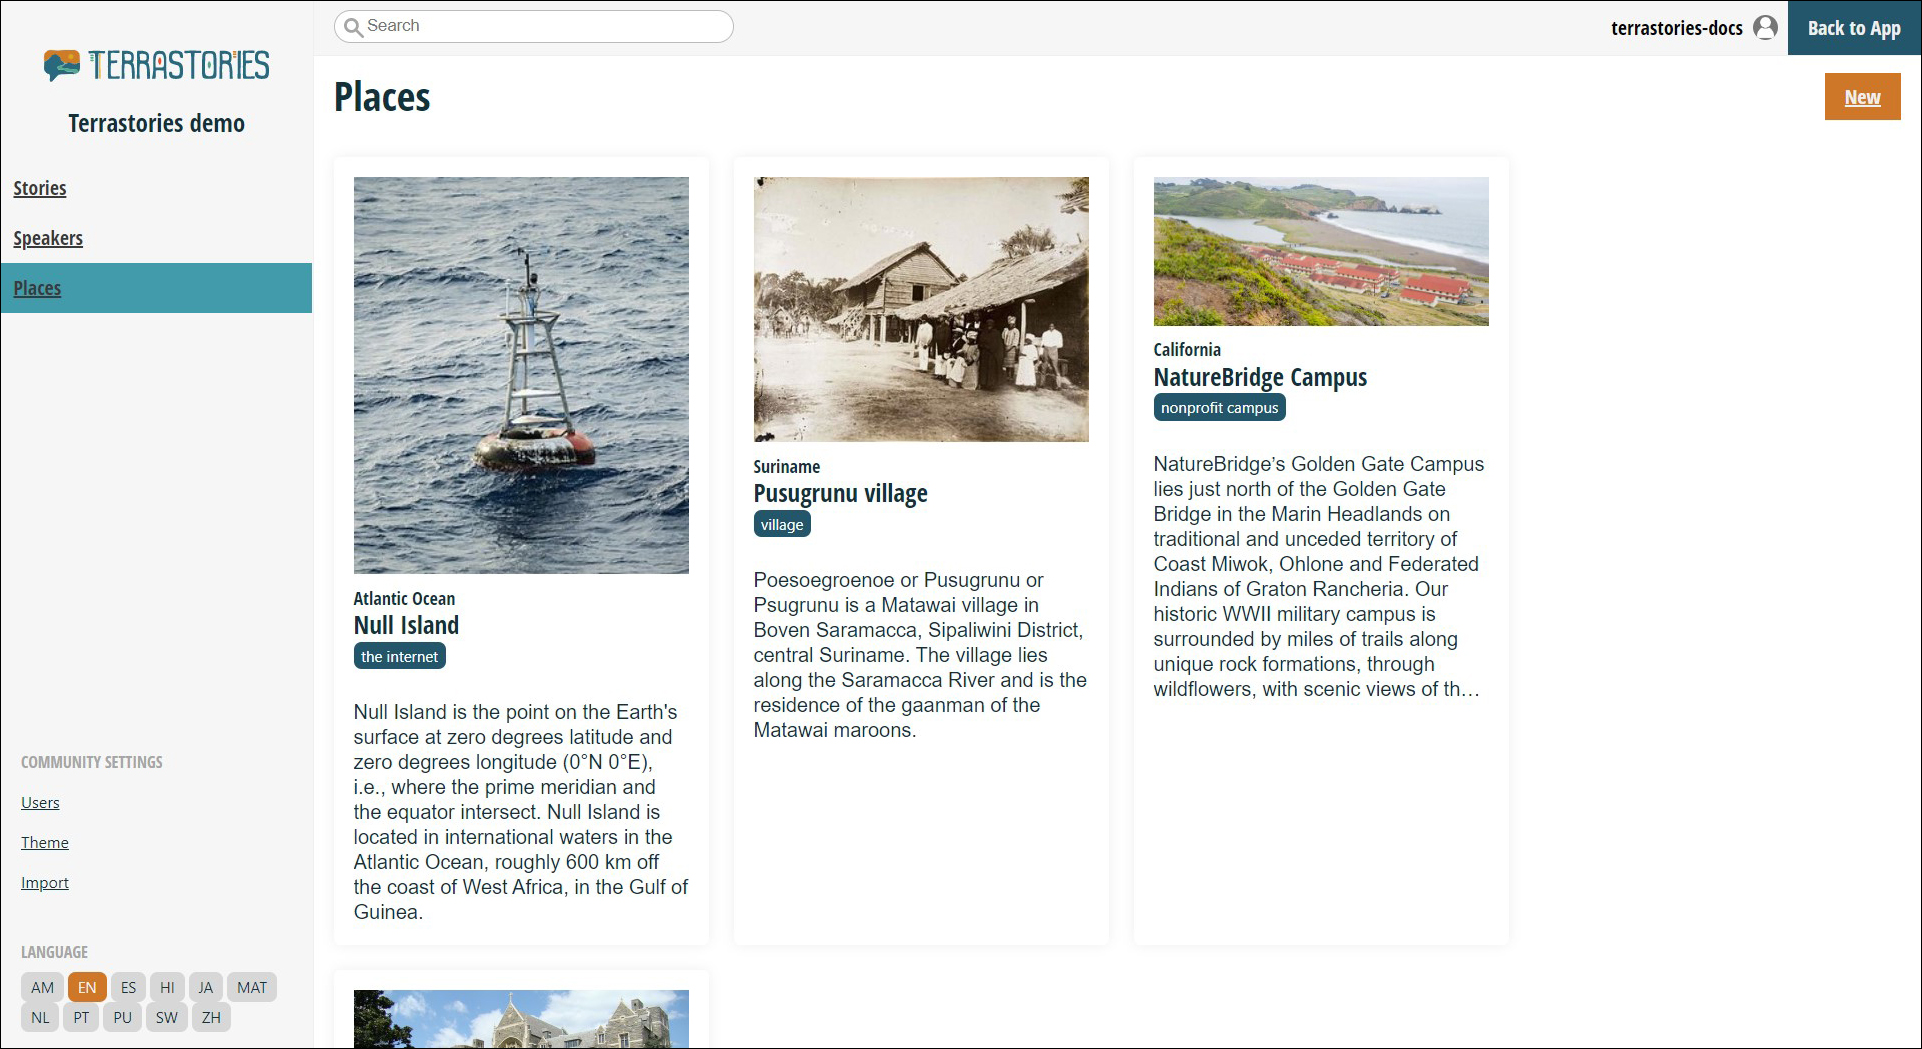 TERRASTORIES
Terrastories demo
Stories
Speakers
Places
COMMUNITY SETTINGS
Users
Theme
Import
LANGUAGE
AM EN ES HI JA MAT
NL PT PU SW ZH
Search
terrastories-docs
Back to App
Places
New
Atlantic Ocean
Null Island
the internet
Null Island is the point on the Earth's
surface at zero degrees latitude and
zero degrees longitude (0°N 0°E),
i.e., where the prime meridian and
the equator intersect. Null Island is
located in international waters in the
Atlantic Ocean, roughly 600 km off
the coast of West Africa, in the Gulf of
Guinea.
Suriname
Pusugrunu village
village
Poesoegroenoe or Pusugrunu or
Psugrunu is a Matawai village in
Boven Saramacca, Sipaliwini District,
central Suriname. The village lies
along the Saramacca River and is the
residence of the gaanman of the
Matawai maroons.
California
NatureBridge Campus
nonprofit campus
NatureBridge’s Golden Gate Campus
lies just north of the Golden Gate
Bridge in the Marin Headlands on
traditional and unceded territory of
Coast Miwok, Ohlone and Federated
Indians of Graton Rancheria. Our
historic WWII military campus is
surrounded by miles of trails along
unique rock formations, through
wildflowers, with scenic views of th…